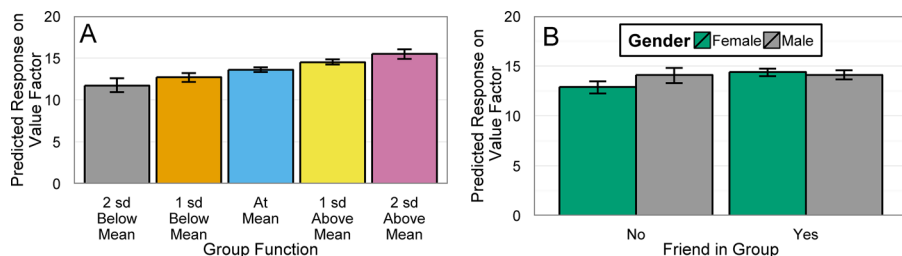 A
Predicted Response on
Value Factor
20
15
10
5
0
2 sd
Below
Mean
1 sd
Below
Mean
At
Mean
1 sd
Above
Mean
2 sd
Above
Mean
Group Function
B
Gender Female Male
Predicted Response on
Value Factor
20
15
10
5
0
No
Yes
Friend in Group